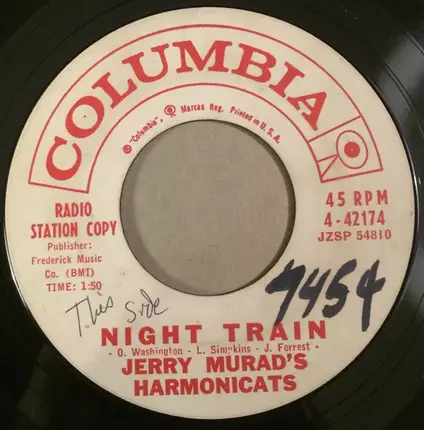 COLUMBIA
® "Columbia", Marcas Reg. Printed in U.S.A.
RADIO
STATION COPY
Publisher:
Frederick Music
Co. (BMI)
TIME: 1:50
45 RPM
4-42174
JZSP 54810
This Side
7454
NIGHT TRAIN
- O. Washington - L. Simpkins - J. Forrest -
JERRY MURAD'S
HARMONICATS